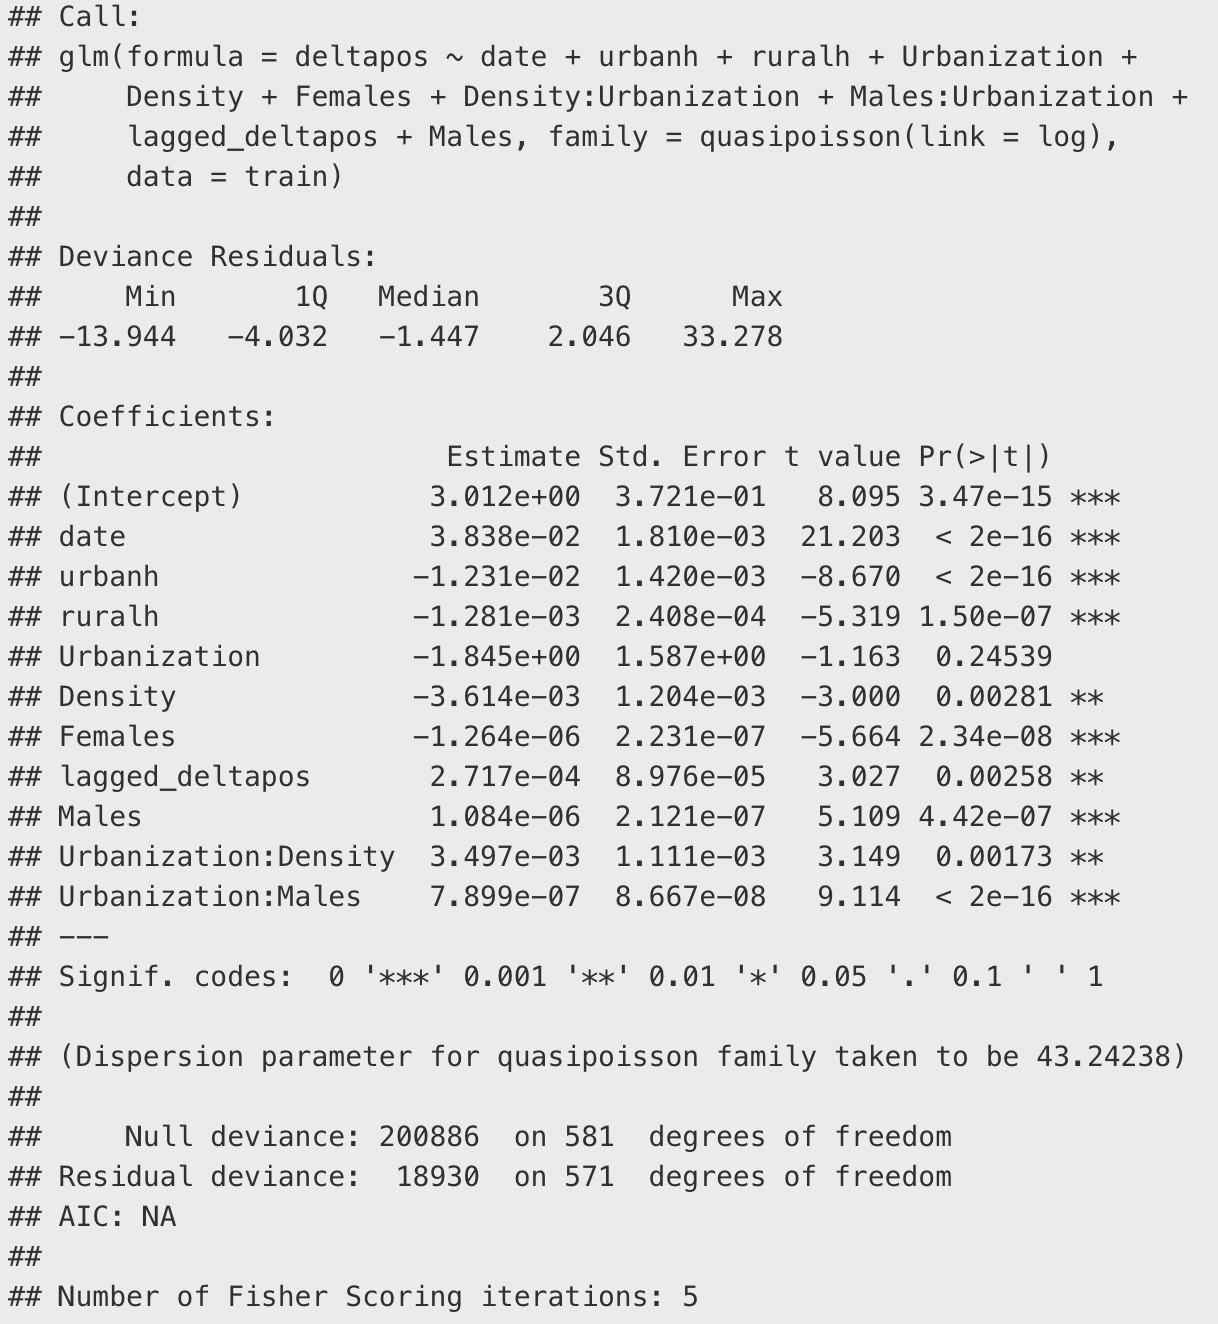 ## Call:
## glm(formula = deltapos ~ date + urbanh + ruralh + Urbanization +
##     Density + Females + Density:Urbanization + Males:Urbanization +
##     lagged_deltapos + Males, family = quasipoisson(link = log),
##     data = train)
##
## Deviance Residuals:
##     Min       1Q   Median       3Q      Max
## −13.944   −4.032   −1.447    2.046   33.278
##
## Coefficients:
##                        Estimate Std. Error t value Pr(>|t|)
## (Intercept)           3.012e+00  3.721e−01   8.095 3.47e−15 ***
## date                  3.838e−02  1.810e−03  21.203  < 2e−16 ***
## urbanh               −1.231e−02  1.420e−03  −8.670  < 2e−16 ***
## ruralh               −1.281e−03  2.408e−04  −5.319 1.50e−07 ***
## Urbanization         −1.845e+00  1.587e+00  −1.163  0.24539
## Density              −3.614e−03  1.204e−03  −3.000  0.00281 **
## Females              −1.264e−06  2.231e−07  −5.664 2.34e−08 ***
## lagged_deltapos       2.717e−04  8.976e−05   3.027  0.00258 **
## Males                 1.084e−06  2.121e−07   5.109 4.42e−07 ***
## Urbanization:Density  3.497e−03  1.111e−03   3.149  0.00173 **
## Urbanization:Males    7.899e−07  8.667e−08   9.114  < 2e−16 ***
## −−−
## Signif. codes:  0 '***' 0.001 '**' 0.01 '*' 0.05 '.' 0.1 ' ' 1
##
## (Dispersion parameter for quasipoisson family taken to be 43.24238)
##
##     Null deviance: 200886  on 581  degrees of freedom
## Residual deviance:  18930  on 571  degrees of freedom
## AIC: NA
##
## Number of Fisher Scoring iterations: 5